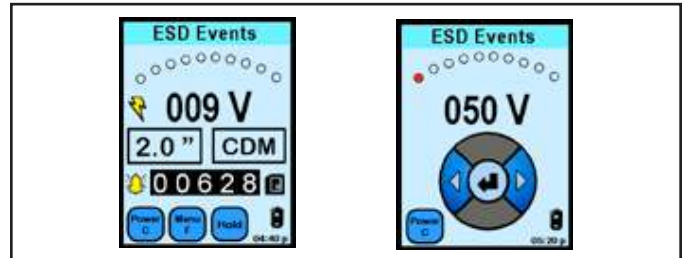 ESD Events
009 V
2.0 " CDM
00628
Power C Menu F Hold
04:40 p
ESD Events
050 V
Power C
05:20 p